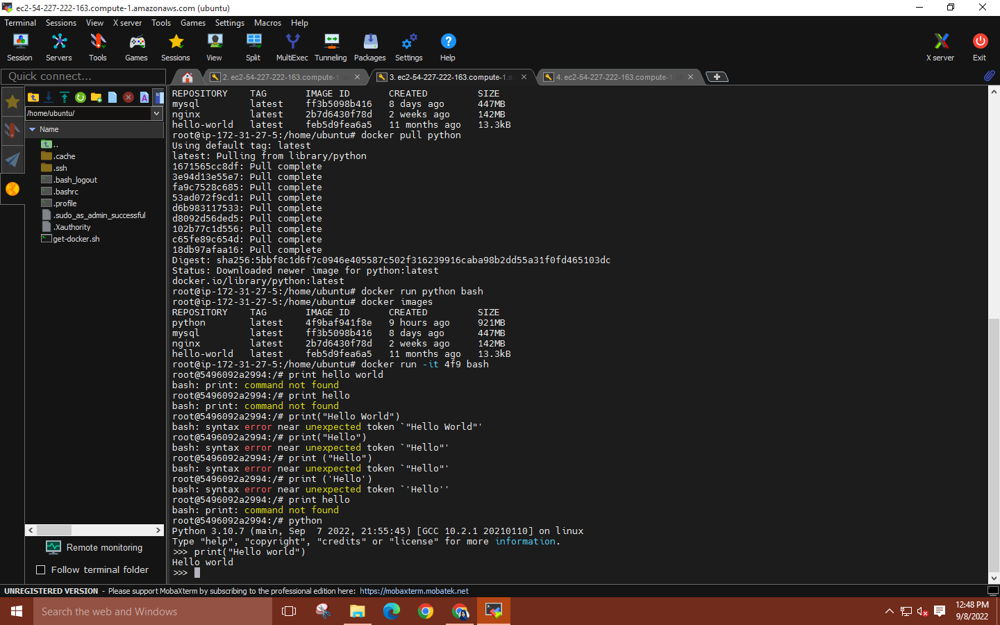 ec2-54-227-222-163.compute-1.amazonaws.com (ubuntu)
Terminal Sessions View X server Tools Games Settings Macros Help
Session Servers Tools Games Sessions View Split MultiExec Tunneling Packages Settings Help X server Exit
Quick connect...
2. ec2-54-227-222-163.compute-1
3. ec2-54-227-222-163.compute-1.a
4. ec2-54-227-222-163.compute-1
/home/ubuntu/
Name
..
.cache
.ssh
.bash_logout
.bashrc
.profile
.sudo_as_admin_successful
.Xauthority
get-docker.sh
Remote monitoring
Follow terminal folder
REPOSITORY    TAG       IMAGE ID       CREATED         SIZE
mysql         latest    ff3b5098b416   8 days ago      447MB
nginx         latest    2b7d6430f78d   2 weeks ago     142MB
hello-world   latest    feb5d9fea6a5   11 months ago   13.3kB
root@ip-172-31-27-5:/home/ubuntu# docker pull python
Using default tag: latest
latest: Pulling from library/python
1671565cc8df: Pull complete
3e94d13e55e7: Pull complete
fa9c7528c685: Pull complete
53ad072f9cd1: Pull complete
d6b983117533: Pull complete
d8092d56ded5: Pull complete
102b77c1d556: Pull complete
c65fe89c654d: Pull complete
18db97afaa16: Pull complete
Digest: sha256:5bbf8c1d6f7c0946e405587c502f316239916caba98b2dd55a31f0fd465103dc
Status: Downloaded newer image for python:latest
docker.io/library/python:latest
root@ip-172-31-27-5:/home/ubuntu# docker run python bash
root@ip-172-31-27-5:/home/ubuntu# docker images
REPOSITORY    TAG       IMAGE ID       CREATED         SIZE
python        latest    4f9baf941f8e   9 hours ago     921MB
mysql         latest    ff3b5098b416   8 days ago      447MB
nginx         latest    2b7d6430f78d   2 weeks ago     142MB
hello-world   latest    feb5d9fea6a5   11 months ago   13.3kB
root@ip-172-31-27-5:/home/ubuntu# docker run -it 4f9 bash
root@5496092a2994:/# print hello world
bash: print: command not found
root@5496092a2994:/# print hello
bash: print: command not found
root@5496092a2994:/# print("Hello World")
bash: syntax error near unexpected token `"Hello World"'
root@5496092a2994:/# print("Hello")
bash: syntax error near unexpected token `"Hello"'
root@5496092a2994:/# print ("Hello")
bash: syntax error near unexpected token `"Hello"'
root@5496092a2994:/# print ('Hello')
bash: syntax error near unexpected token `'Hello''
root@5496092a2994:/# print hello
bash: print: command not found
root@5496092a2994:/# python
Python 3.10.7 (main, Sep  7 2022, 21:55:45) [GCC 10.2.1 20210110] on linux
Type "help", "copyright", "credits" or "license" for more information.
>>> print("Hello world")
Hello world
>>>
UNREGISTERED VERSION - Please support MobaXterm by subscribing to the professional edition here: https://mobaxterm.mobatek.net
Search the web and Windows
12:48 PM
9/8/2022